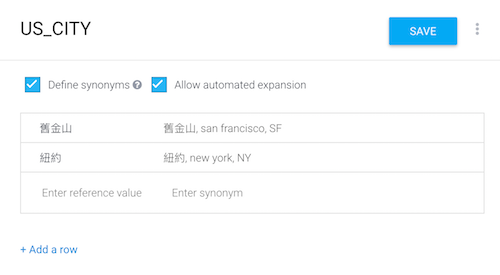 US_CITY
SAVE
Define synonyms ? Allow automated expansion
舊金山 舊金山, san francisco, SF
紐約 紐約, new york, NY
Enter reference value Enter synonym
+ Add a row